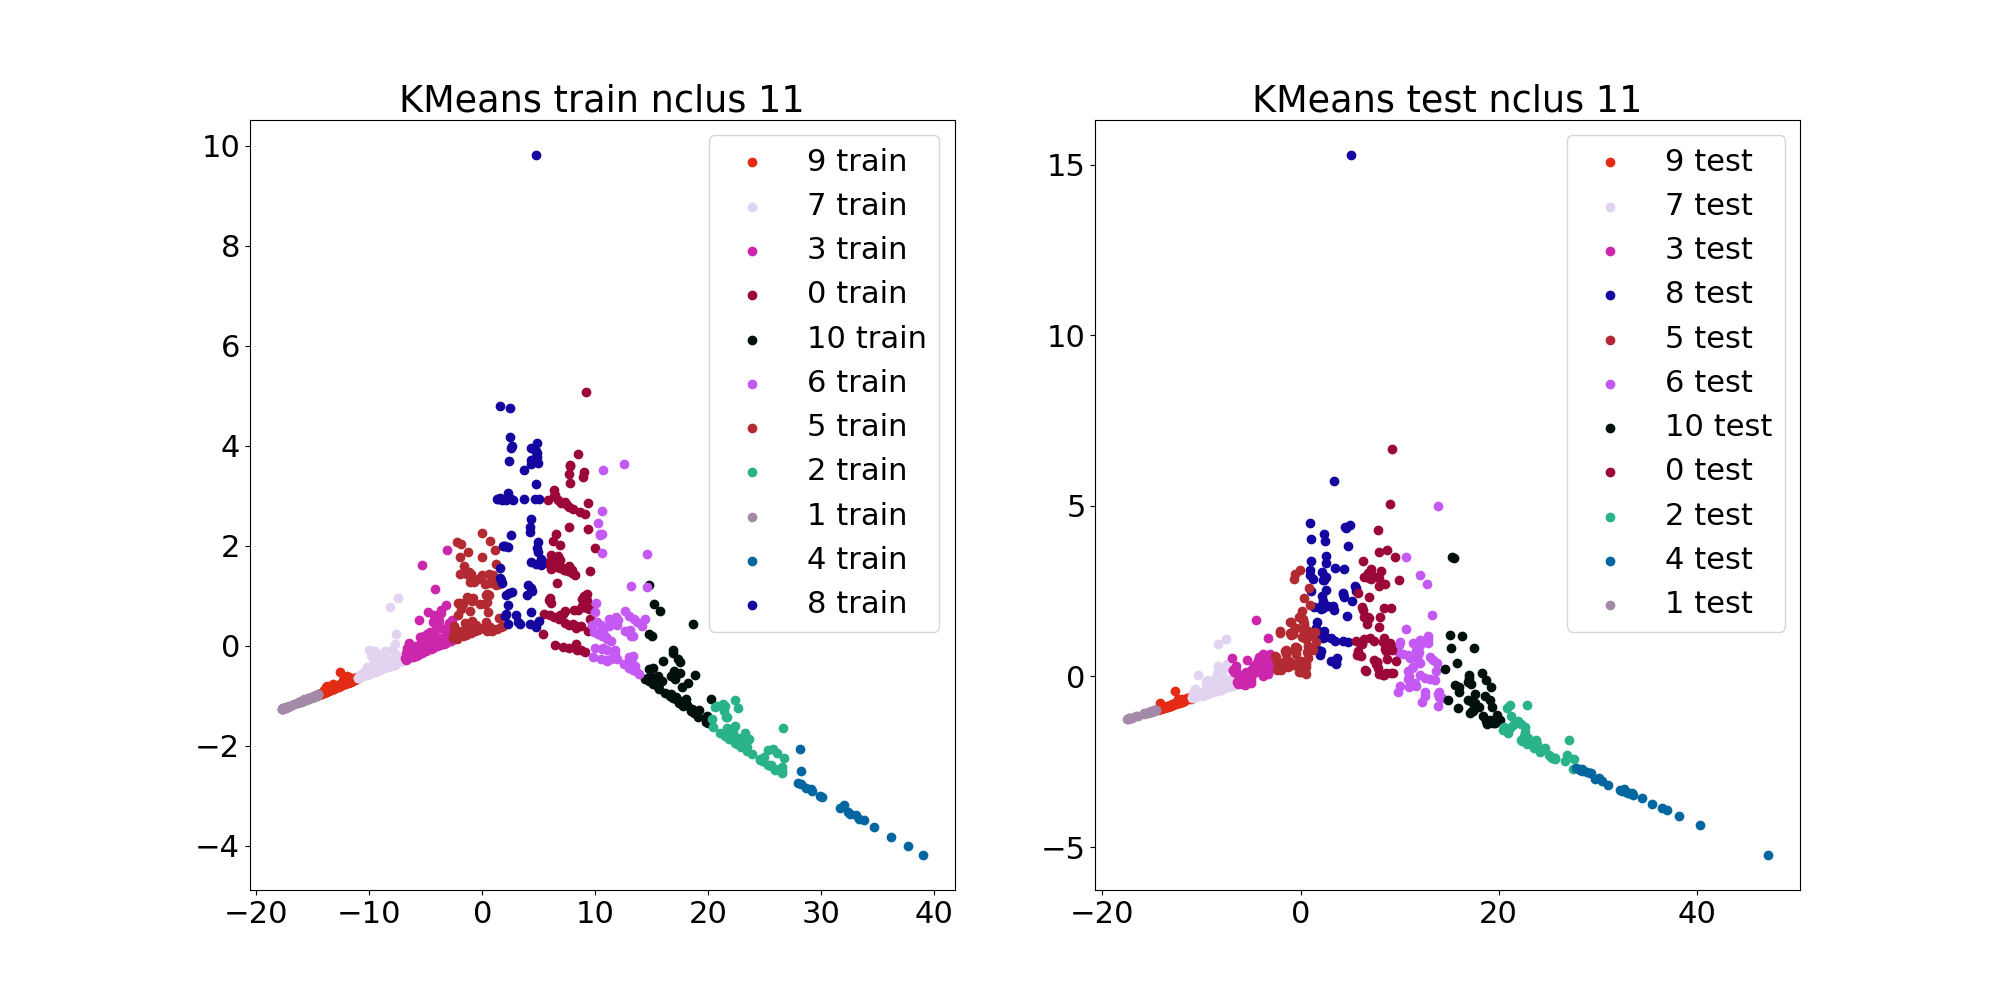 KMeans train nclus 11
10
8
6
4
2
0
−2
−4
−20
−10
0
10
20
30
40
9 train
7 train
3 train
0 train
10 train
6 train
5 train
2 train
1 train
4 train
8 train
KMeans test nclus 11
15
10
5
0
−5
−20
0
20
40
9 test
7 test
3 test
8 test
5 test
6 test
10 test
0 test
2 test
4 test
1 test